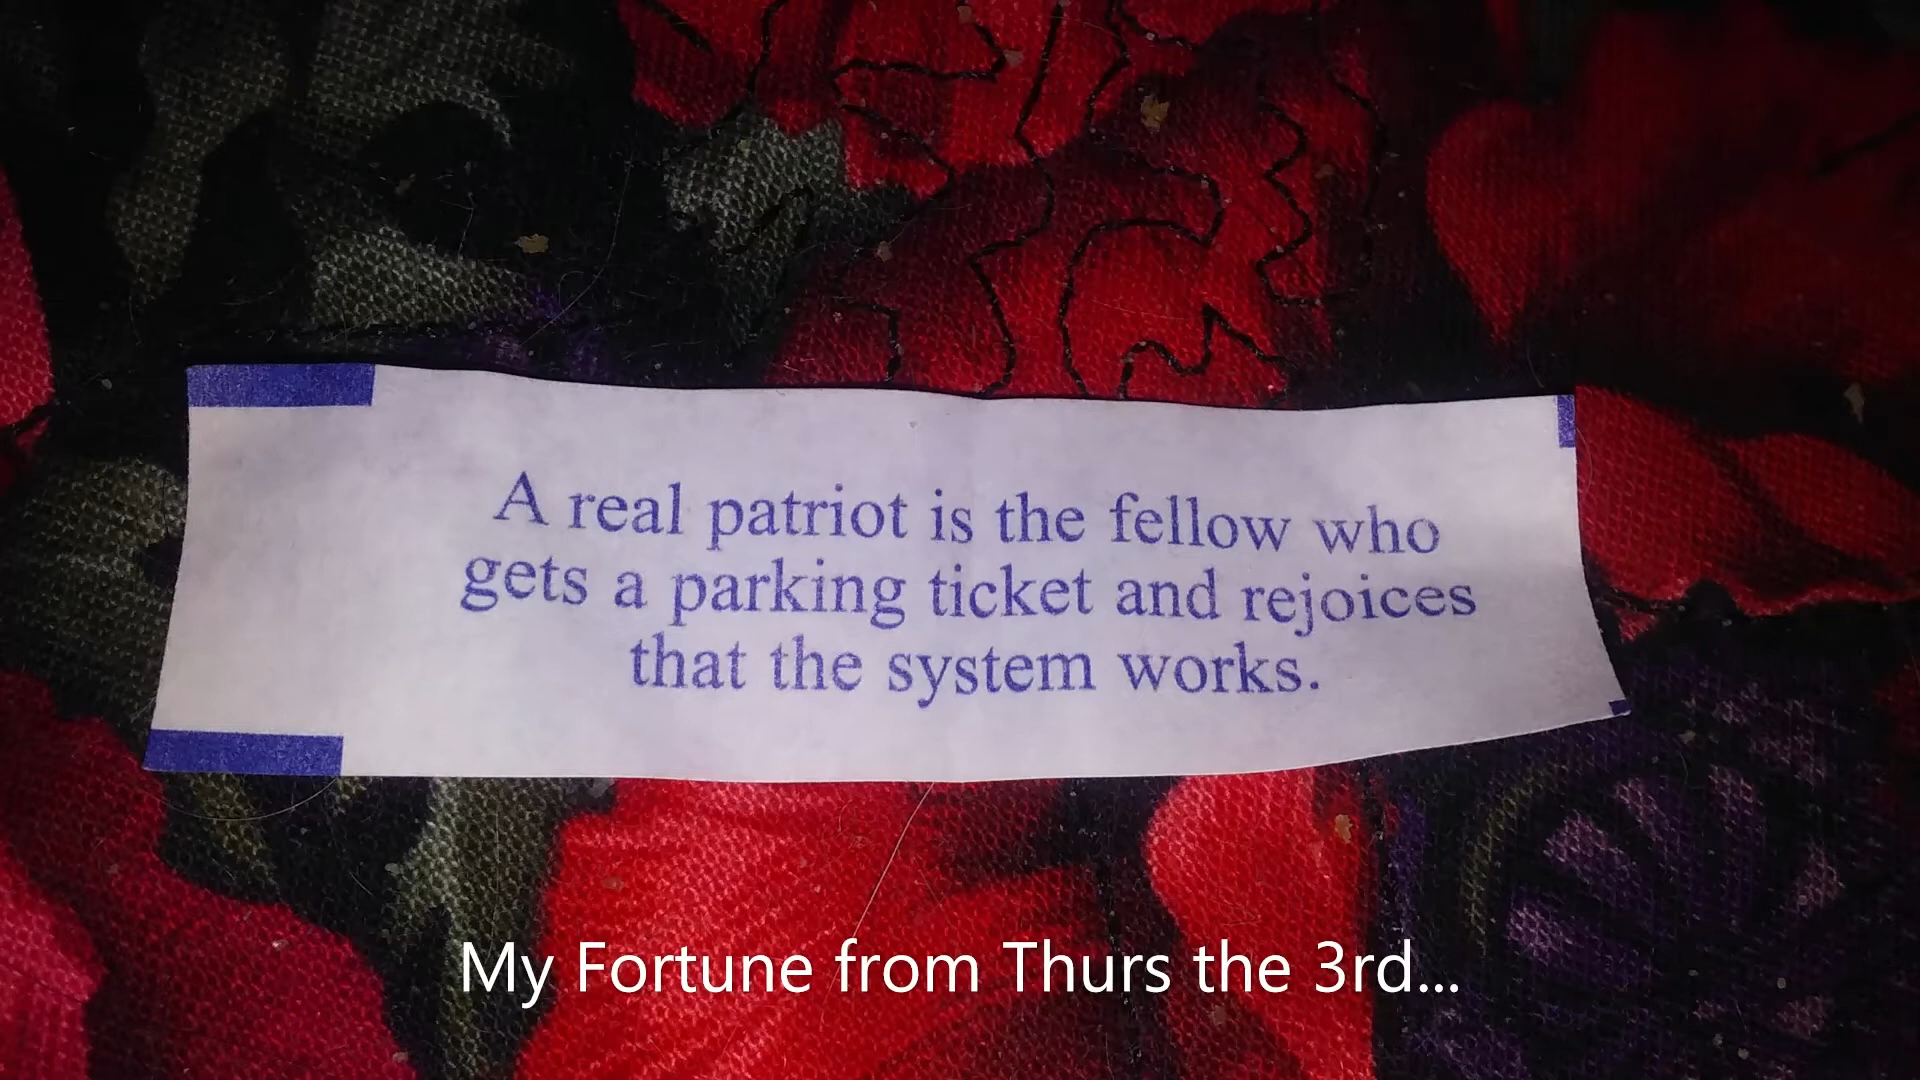 A real patriot is the fellow who
gets a parking ticket and rejoices
that the system works.
My Fortune from Thurs the 3rd...